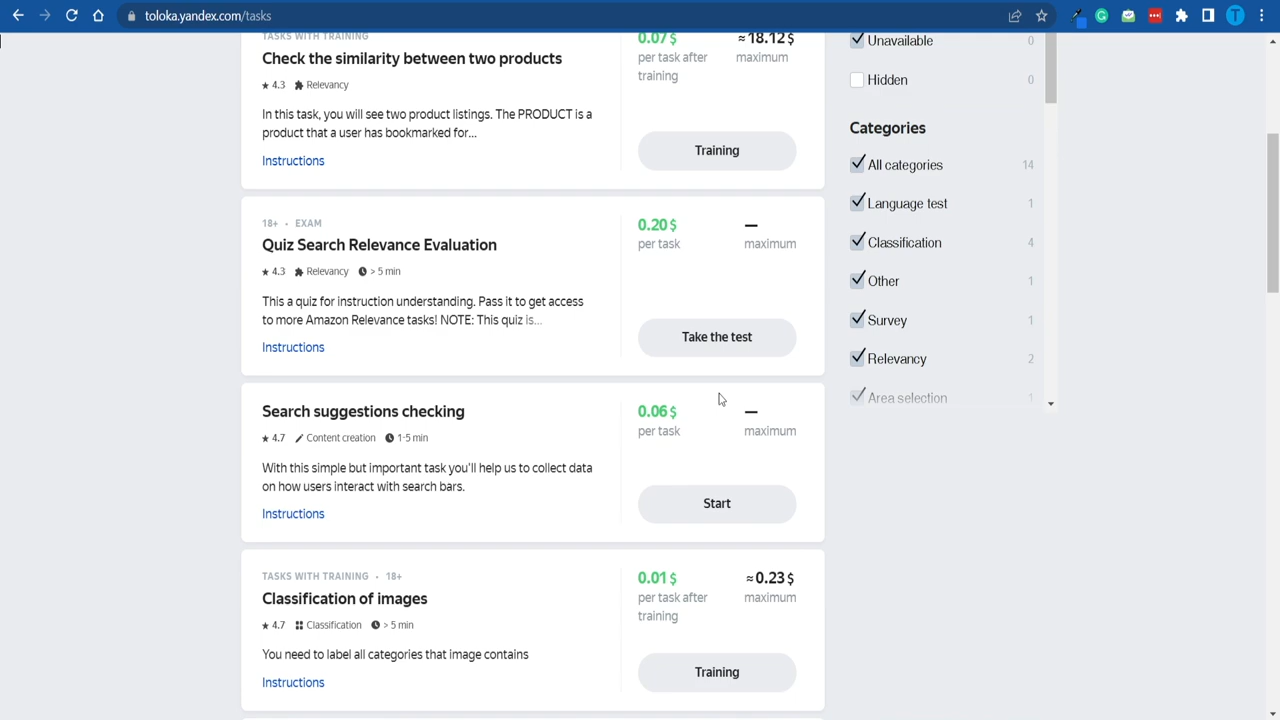 toloka.yandex.com/tasks
TASKS WITH TRAINING
Check the similarity between two products
4.3 Relevancy
In this task, you will see two product listings. The PRODUCT is a
product that a user has bookmarked for...
Instructions
0.07 $
per task after
training
≈ 18.12 $
maximum
Training
18+ • EXAM
Quiz Search Relevance Evaluation
4.3 Relevancy > 5 min
This a quiz for instruction understanding. Pass it to get access
to more Amazon Relevance tasks! NOTE: This quiz is...
Instructions
0.20 $
per task
—
maximum
Take the test
Search suggestions checking
4.7 Content creation 1-5 min
With this simple but important task you'll help us to collect data
on how users interact with search bars.
Instructions
0.06 $
per task
—
maximum
Start
TASKS WITH TRAINING • 18+
Classification of images
4.7 Classification > 5 min
You need to label all categories that image contains
Instructions
0.01 $
per task after
training
≈ 0.23 $
maximum
Training
Unavailable 0
Hidden 0
Categories
All categories 14
Language test 1
Classification 4
Other 1
Survey 1
Relevancy 2
Area selection 1
T